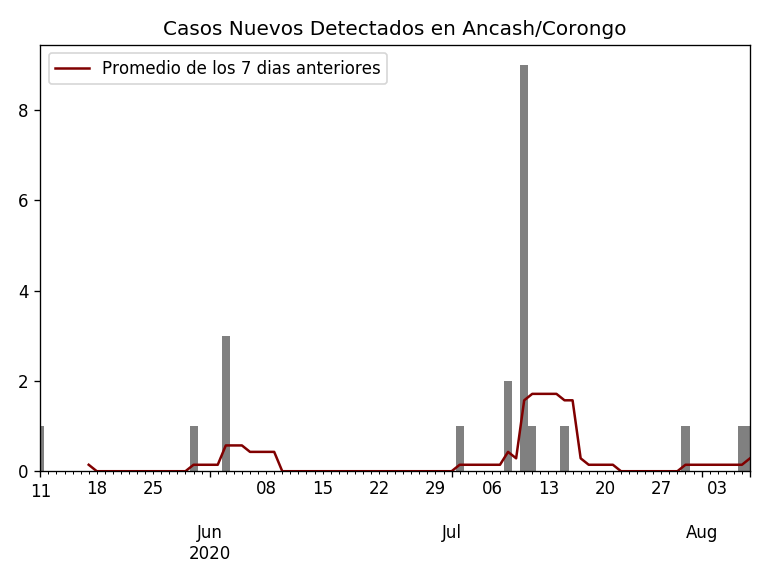 Casos Nuevos Detectados en Ancash/Corongo
Promedio de los 7 dias anteriores
8
6
4
2
0
11 18 25 08 15 22 29 06 13 20 27 03
Jun Jul Aug
2020